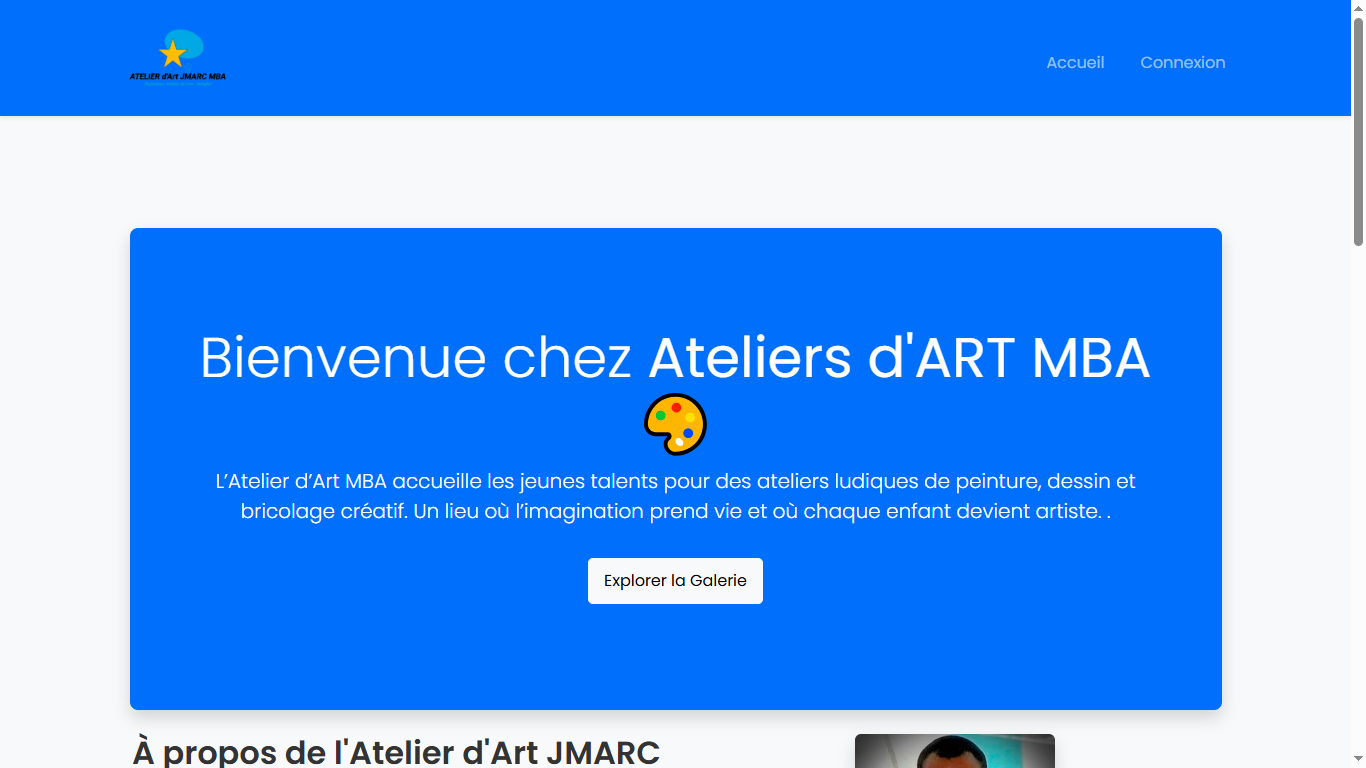 ATELIER d'Art JMARC MBA
Accueil
Connexion
Bienvenue chez Ateliers d'ART MBA
L’Atelier d’Art MBA accueille les jeunes talents pour des ateliers ludiques de peinture, dessin et
bricolage créatif. Un lieu où l’imagination prend vie et où chaque enfant devient artiste. .
Explorer la Galerie
À propos de l'Atelier d'Art JMARC